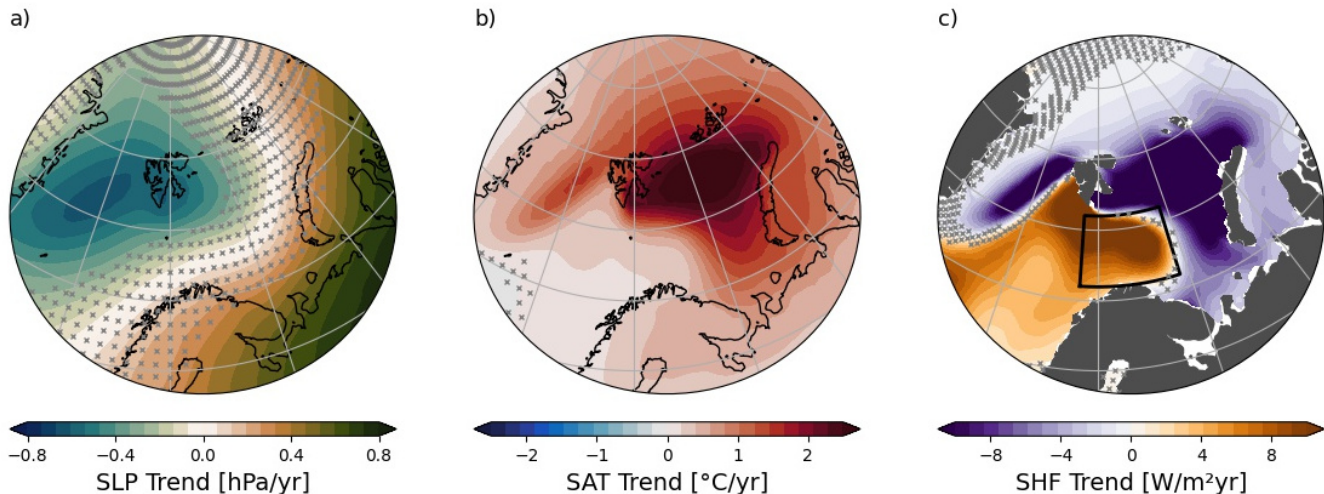 a)
b)
c)
−0.8 −0.4 0.0 0.4 0.8
SLP Trend [hPa/yr]
−2 −1 0 1 2
SAT Trend [°C/yr]
−8 −4 0 4 8
SHF Trend [W/m²yr]